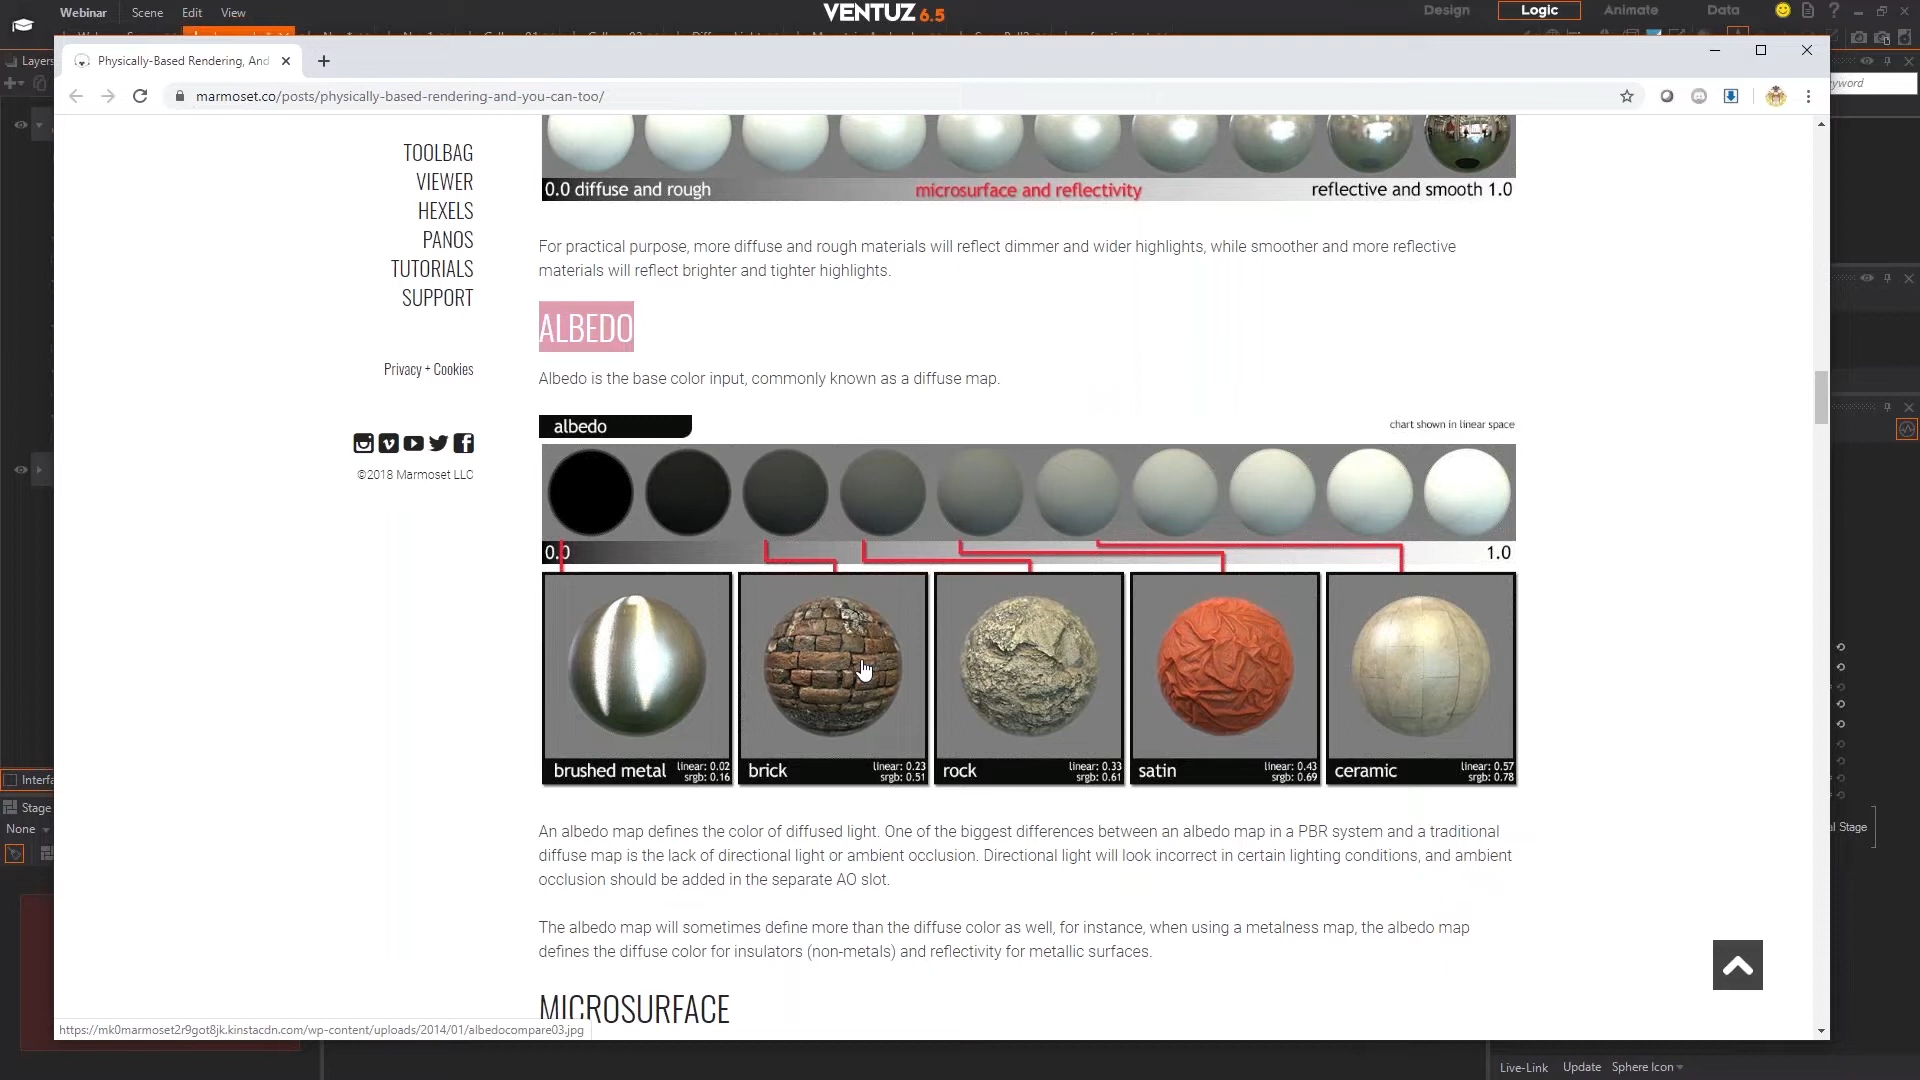 Webinar Scene Edit View
VENTUZ 6.5
Design Logic Animate Data
Layers
Physically-Based Rendering, And
marmoset.co/posts/physically-based-rendering-and-you-can-too/
yword
TOOLBAG
VIEWER
HEXELS
PANOS
TUTORIALS
SUPPORT
Privacy + Cookies
©2018 Marmoset LLC
0.0 diffuse and rough microsurface and reflectivity reflective and smooth 1.0
For practical purpose, more diffuse and rough materials will reflect dimmer and wider highlights, while smoother and more reflective
materials will reflect brighter and tighter highlights.
ALBEDO
Albedo is the base color input, commonly known as a diffuse map.
albedo
chart shown in linear space
0.0 1.0
brushed metal linear: 0.02
srgb: 0.16
brick linear: 0.23
srgb: 0.51
rock linear: 0.33
srgb: 0.61
satin linear: 0.43
srgb: 0.69
ceramic linear: 0.57
srgb: 0.78
An albedo map defines the color of diffused light. One of the biggest differences between an albedo map in a PBR system and a traditional
diffuse map is the lack of directional light or ambient occlusion. Directional light will look incorrect in certain lighting conditions, and ambient
occlusion should be added in the separate AO slot.
The albedo map will sometimes define more than the diffuse color as well, for instance, when using a metalness map, the albedo map
defines the diffuse color for insulators (non-metals) and reflectivity for metallic surfaces.
MICROSURFACE
https://mk0marmoset2r9got8jk.kinstacdn.com/wp-content/uploads/2014/01/albedocompare03.jpg
Interfa
Stage
None
al Stage
Live-Link Update Sphere Icon